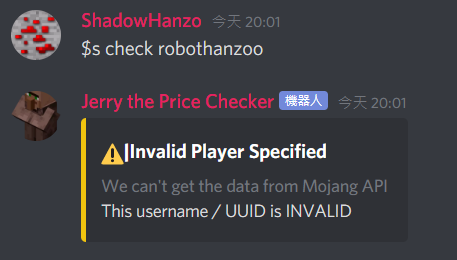 ShadowHanzo 今天 20:01
$s check robothanzoo
Jerry the Price Checker 機器人 今天 20:01
⚠️|Invalid Player Specified
We can't get the data from Mojang API
This username / UUID is INVALID